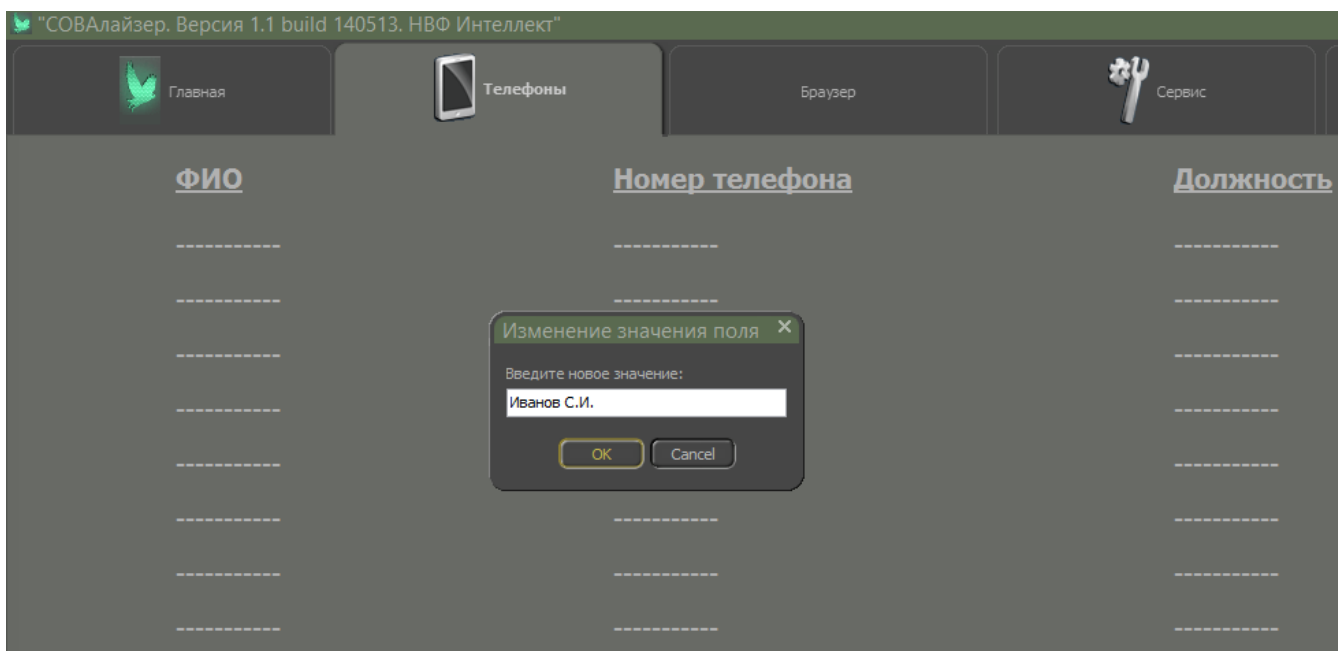 "СОВАлайзер. Версия 1.1 build 140513. НВФ Интеллект"
Главная
Телефоны
Браузер
Сервис
ФИО Номер телефона Должность
----------- ----------- -----------
----------- -----------
Изменение значения поля ×
----------- -----------
Введите новое значение:
Иванов С.И.
----------- -----------
OK Cancel
----------- -----------
----------- ----------- -----------
----------- ----------- -----------
----------- ----------- -----------